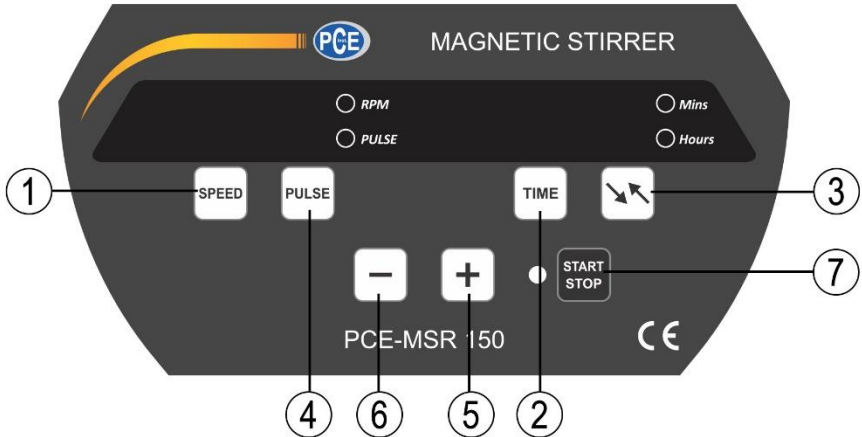 PCE
MAGNETIC STIRRER
RPM
Mins
PULSE
Hours
1
SPEED
PULSE
TIME
3
−
+
START
STOP
7
PCE-MSR 150
CE
4
6
5
2